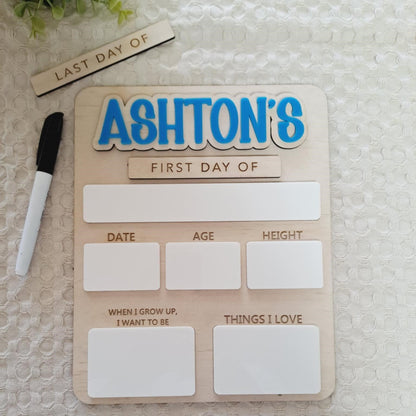 LAST DAY OF
ASHTON'S
FIRST DAY OF
DATE AGE HEIGHT
WHEN I GROW UP,
I WANT TO BE
THINGS I LOVE